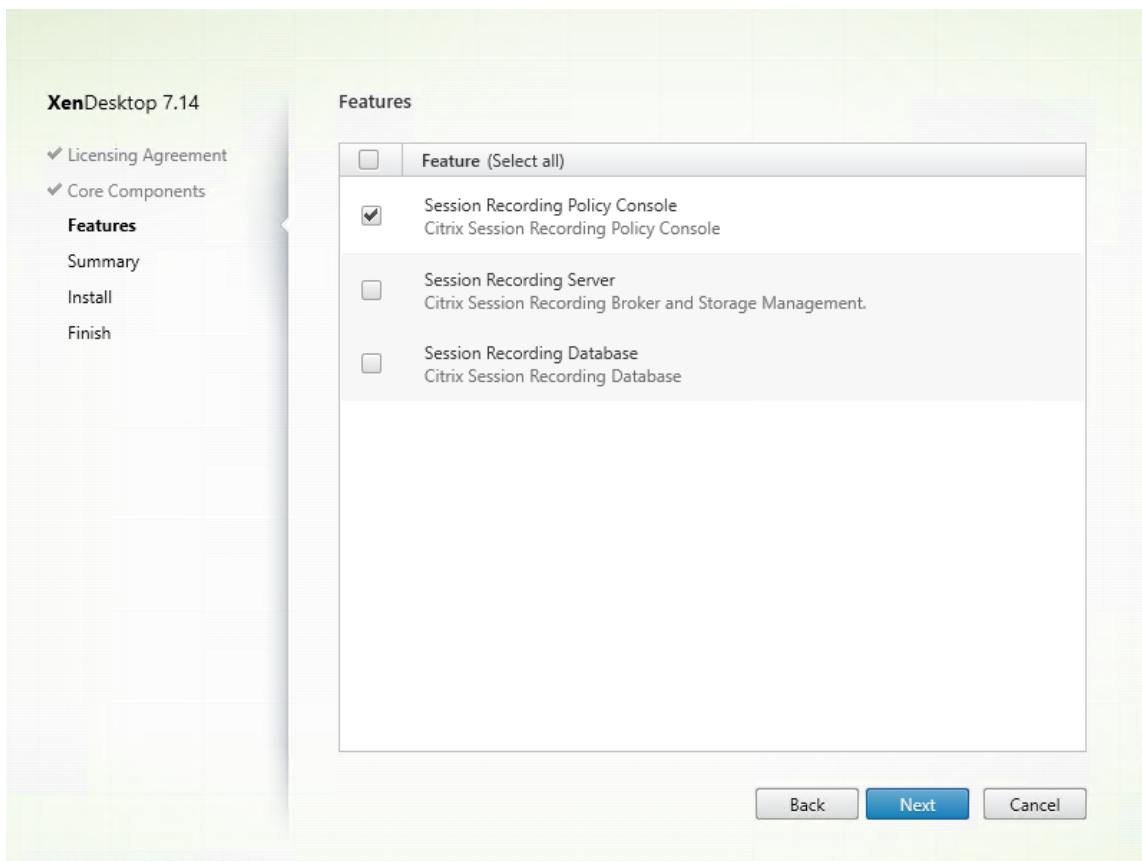 XenDesktop 7.14
Licensing Agreement
Core Components
Features
Summary
Install
Finish
Features
Feature (Select all)
Session Recording Policy Console
Citrix Session Recording Policy Console
Session Recording Server
Citrix Session Recording Broker and Storage Management.
Session Recording Database
Citrix Session Recording Database
Back
Next
Cancel